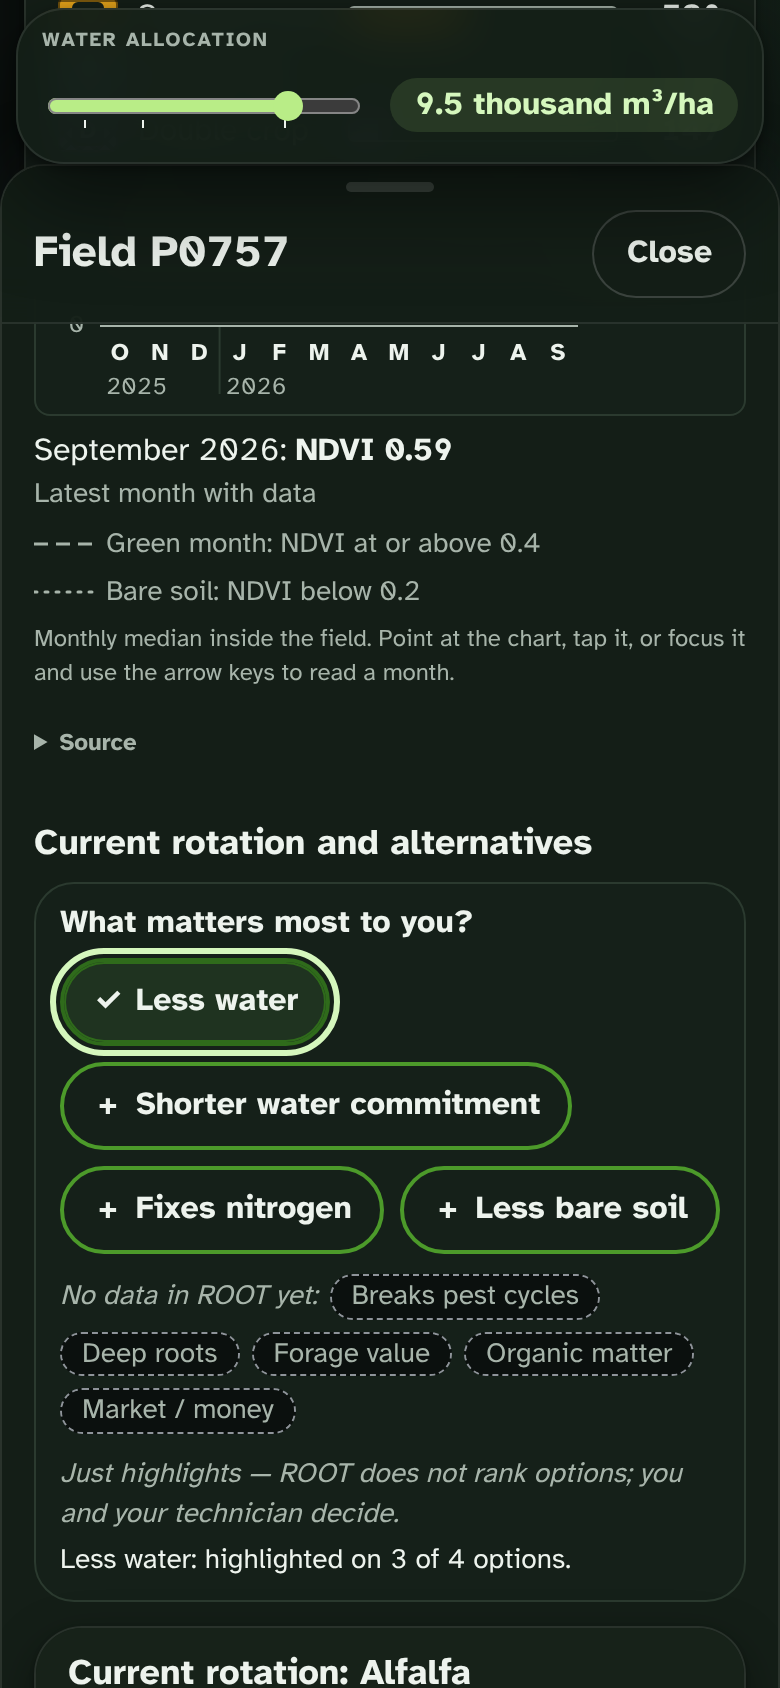 WATER ALLOCATION
9.5 thousand m³/ha
Field P0757
Close
0
O N D J F M A M J J A S
2025 2026
September 2026: NDVI 0.59
Latest month with data
Green month: NDVI at or above 0.4
Bare soil: NDVI below 0.2
Monthly median inside the field. Point at the chart, tap it, or focus it
and use the arrow keys to read a month.
▶ Source
Current rotation and alternatives
What matters most to you?
✓ Less water
+ Shorter water commitment
+ Fixes nitrogen
+ Less bare soil
No data in ROOT yet: Breaks pest cycles
Deep roots Forage value Organic matter
Market / money
Just highlights — ROOT does not rank options; you
and your technician decide.
Less water: highlighted on 3 of 4 options.
Current rotation: Alfalfa